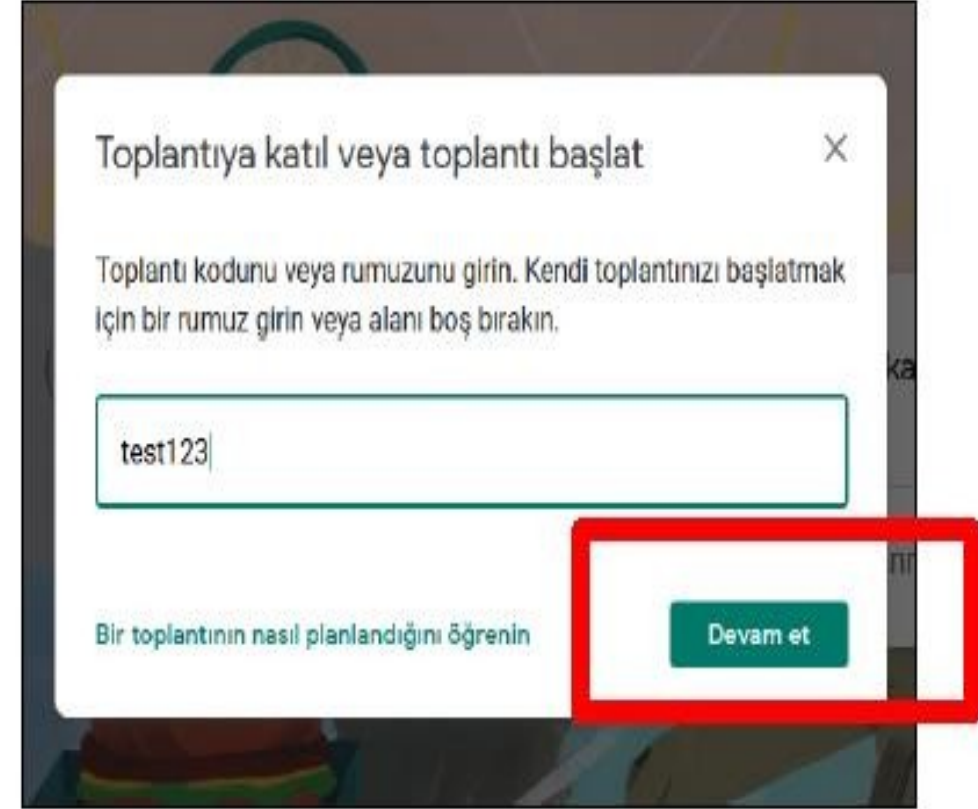 Toplantıya katıl veya toplantı başlat
Toplantı kodunu veya rumuzunu girin. Kendi toplantınızı başlatmak
için bir rumuz girin veya alanı boş bırakın.
ka
test123
Bir toplantının nasıl planlandığını öğrenin
Devam et